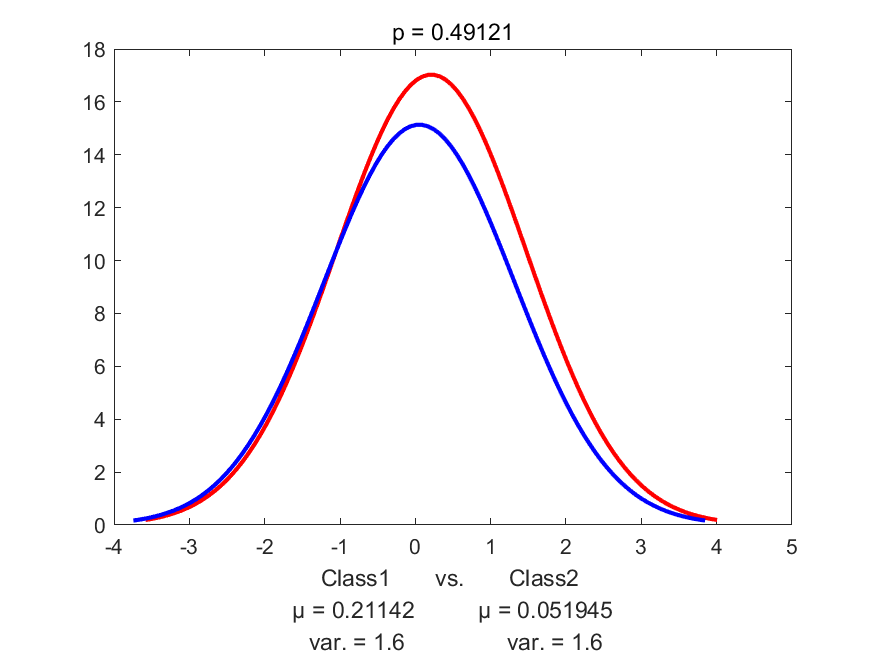 p = 0.49121
18
16
14
12
10
8
6
4
2
0
-4 -3 -2 -1 0 1 2 3 4 5
Class1 vs. Class2
μ = 0.21142 μ = 0.051945
var. = 1.6 var. = 1.6